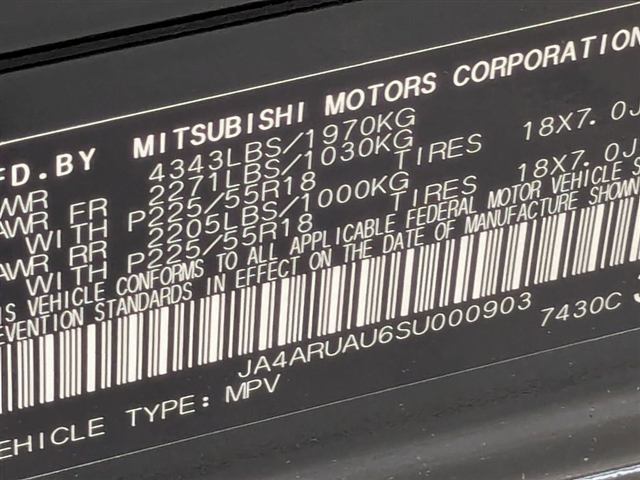 FD.BY MITSUBISHI MOTORS CORPORATION
WR 4343LBS/1970KG
AWR FR 2271LBS/1030KG TIRES 18X7.0J
WITH P225/55R18
AWR RR 2205LBS/1000KG TIRES 18X7.0J
WITH P225/55R18
IS VEHICLE CONFORMS TO ALL APPLICABLE FEDERAL MOTOR VEHICLE S
EVENTION STANDARDS IN EFFECT ON THE DATE OF MANUFACTURE SHOWN
JA4ARUAU6SU000903 7430C
EHICLE TYPE: MPV